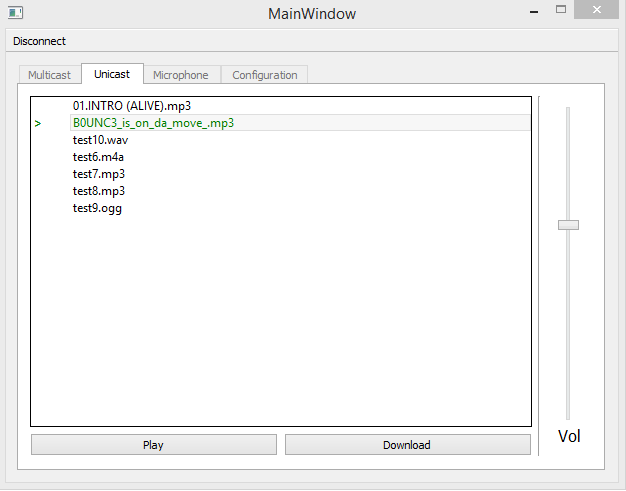 MainWindow
Disconnect
Multicast Unicast Microphone Configuration
01.INTRO (ALIVE).mp3
> B0UNC3_is_on_da_move_.mp3
test10.wav
test6.m4a
test7.mp3
test8.mp3
test9.ogg
Play Download
Vol